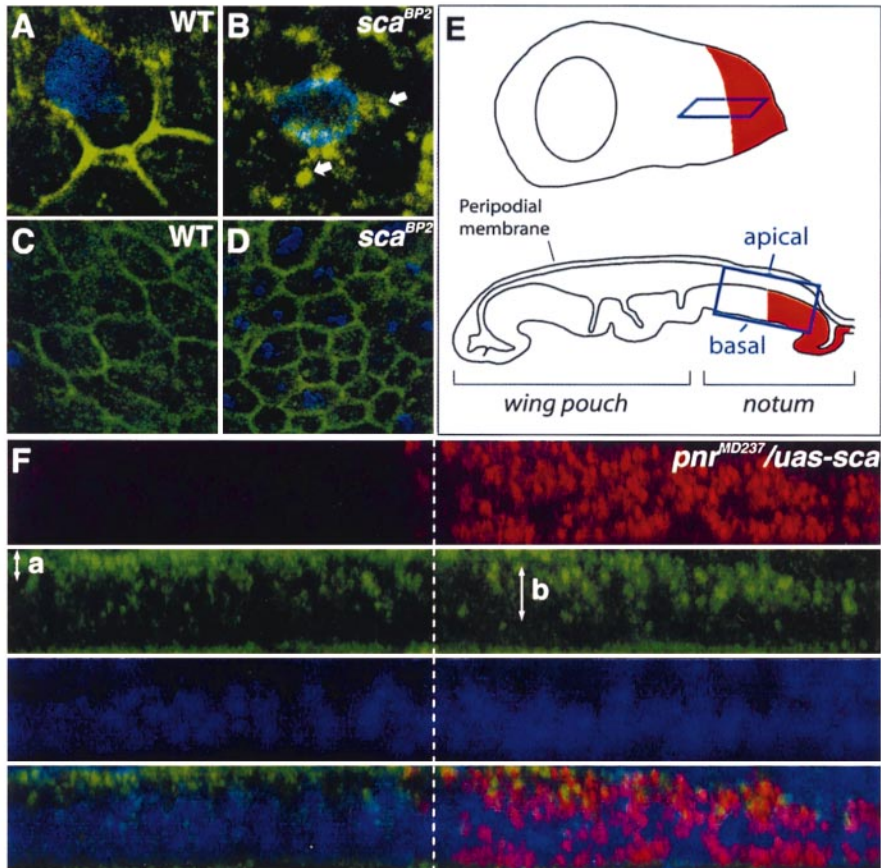 A WT
B sca^BP2
E
C WT
D sca^BP2
Peripodial
membrane
apical
basal
wing pouch
notum
F pnr^MD237/uas-sca
a
b